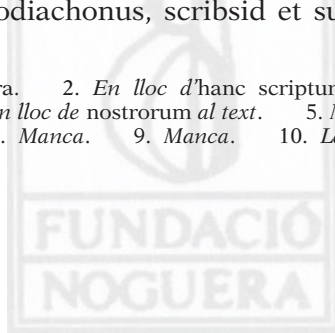 odiachonus, scribsid et su
ra. 2. En lloc d'hanc scriptu
n lloc de nostrorum al text. 5.
. Manca. 9. Manca. 10.
FUNDACIÓ
NOGUERA